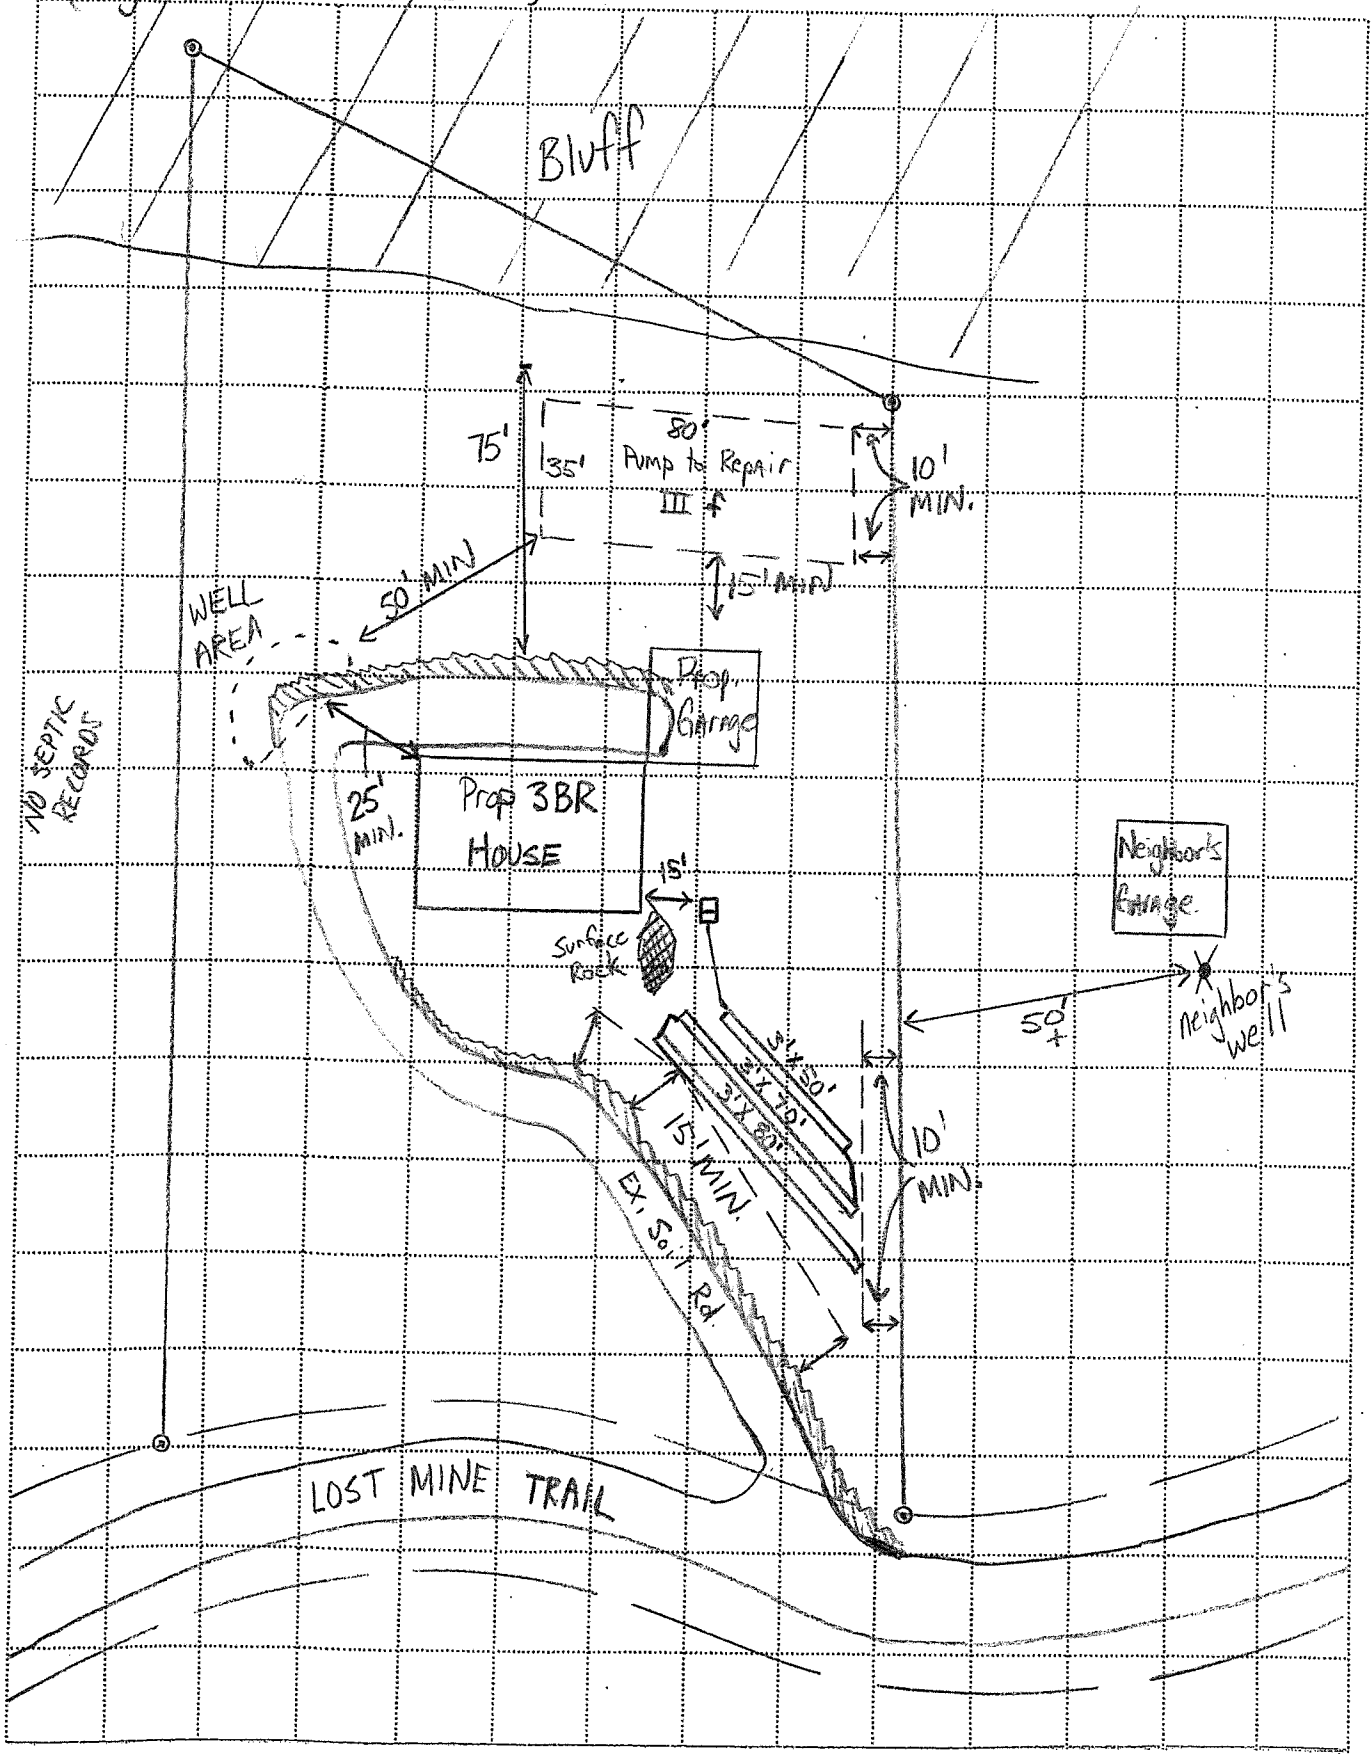 Bluff
75'
80'
35' Pump to Repair
III f
10'
MIN.
50' MIN
15' MIN
WELL
AREA
Prop.
Garage
NO SEPTIC
RECORDS
25'
MIN.
Prop 3BR
HOUSE
15'
Neighbor's
Garage
Surface
Rock
50'
+
neighbor's
well
3' X 50'
3' X 70'
3' X 80'
15' MIN.
10'
MIN.
EX. Soil Rd
LOST MINE TRAIL